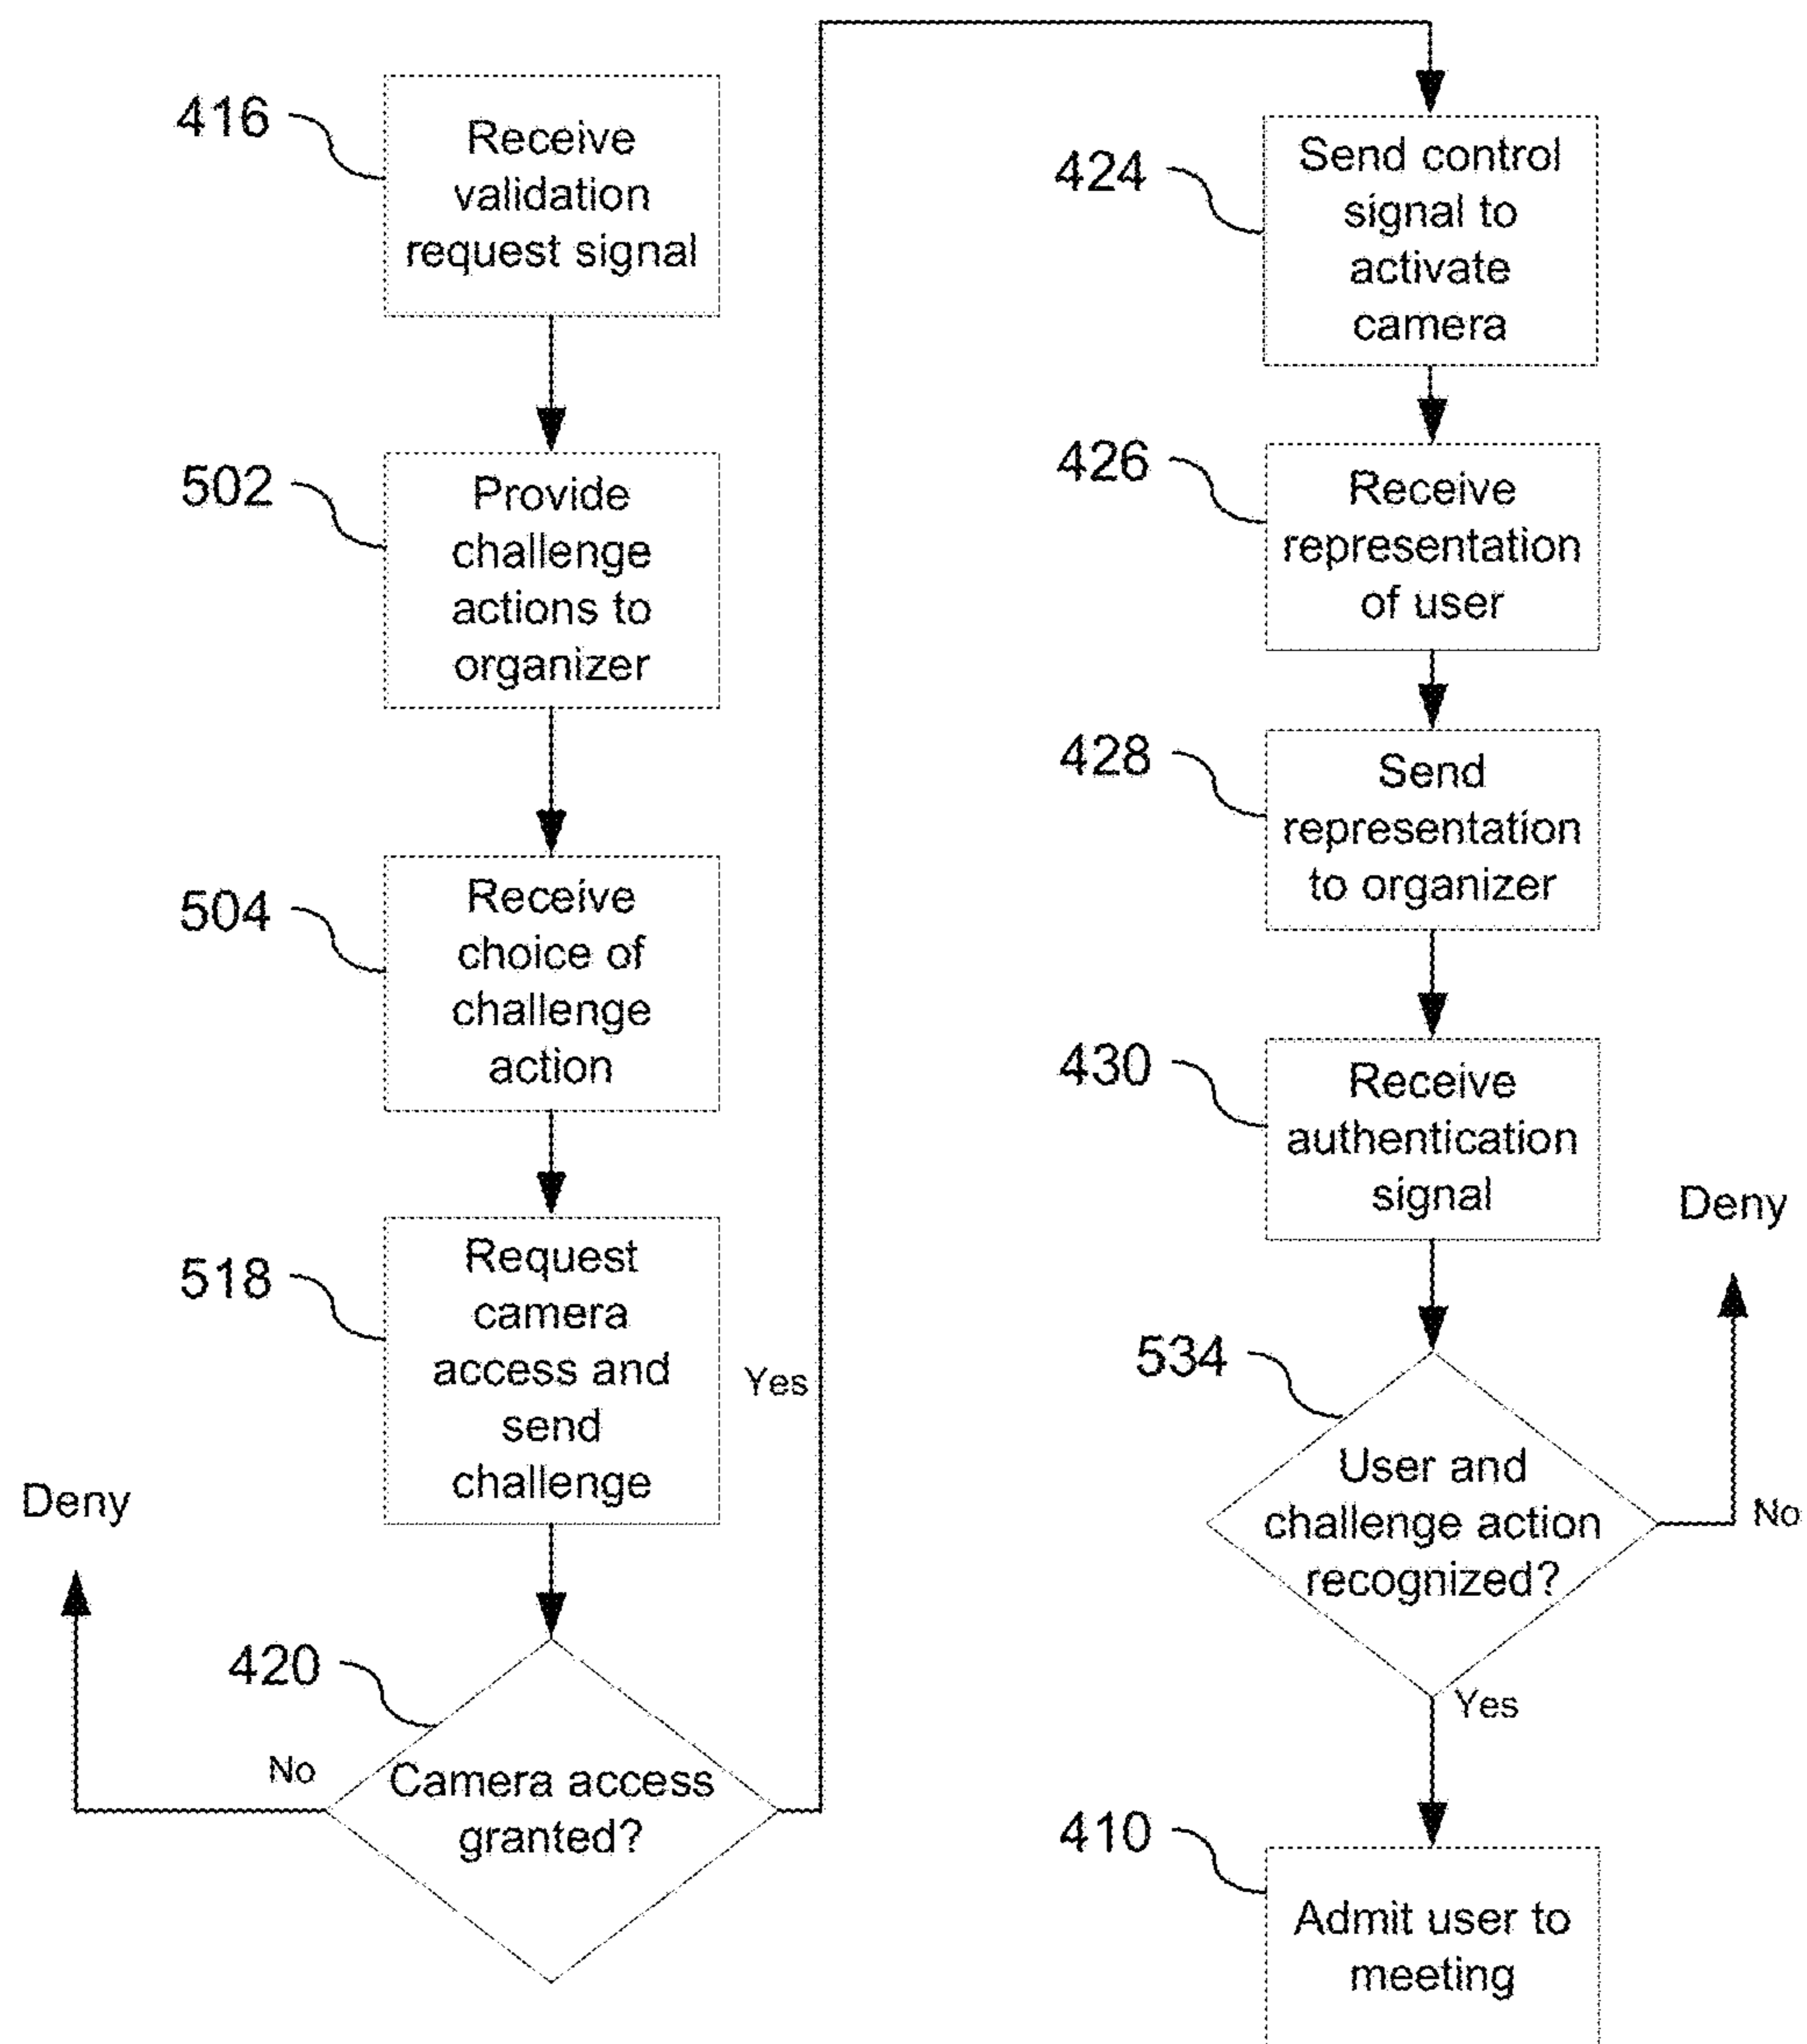 416
Receive
validation
request signal
502
Provide
challenge
actions to
organizer
504
Receive
choice of
challenge
action
518
Request
camera
access and
send
challenge
Yes
Deny
420
No
Camera access
granted?
424
Send control
signal to
activate
camera
426
Receive
representation
of user
428
Send
representation
to organizer
430
Receive
authentication
signal
Deny
534
User and
challenge action
recognized?
No
Yes
410
Admit user to
meeting